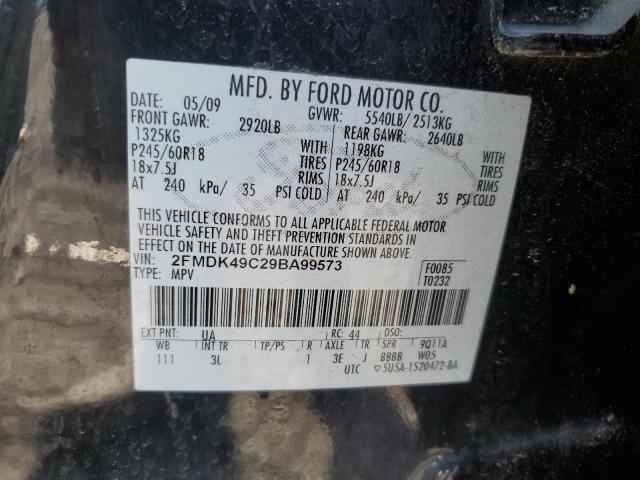 MFD. BY FORD MOTOR CO.
DATE: 05/09 GVWR: 5540LB/ 2513KG
FRONT GAWR: 2920LB REAR GAWR: 2640LB
1325KG WITH 1198KG WITH
P245/60R18 TIRES P245/60R18 TIRES
18x7.5J RIMS 18x7.5J RIMS
AT 240 kPa/ 35 PSI COLD AT 240 kPa/ 35 PSI COLD
THIS VEHICLE CONFORMS TO ALL APPLICABLE FEDERAL MOTOR
VEHICLE SAFETY AND THEFT PREVENTION STANDARDS IN
EFFECT ON THE DATE OF MANUFACTURE SHOWN ABOVE.
VIN: 2FMDK49C29BA99573 F0085
TYPE: MPV T0232
EXT PNT: UA RC: 44 DSO:
WB INT TR TP/PS R AXLE TR SPR 9Q11A
111 3L 1 3E J BBBB W05
UTC ▽5U5A-1520472-BA